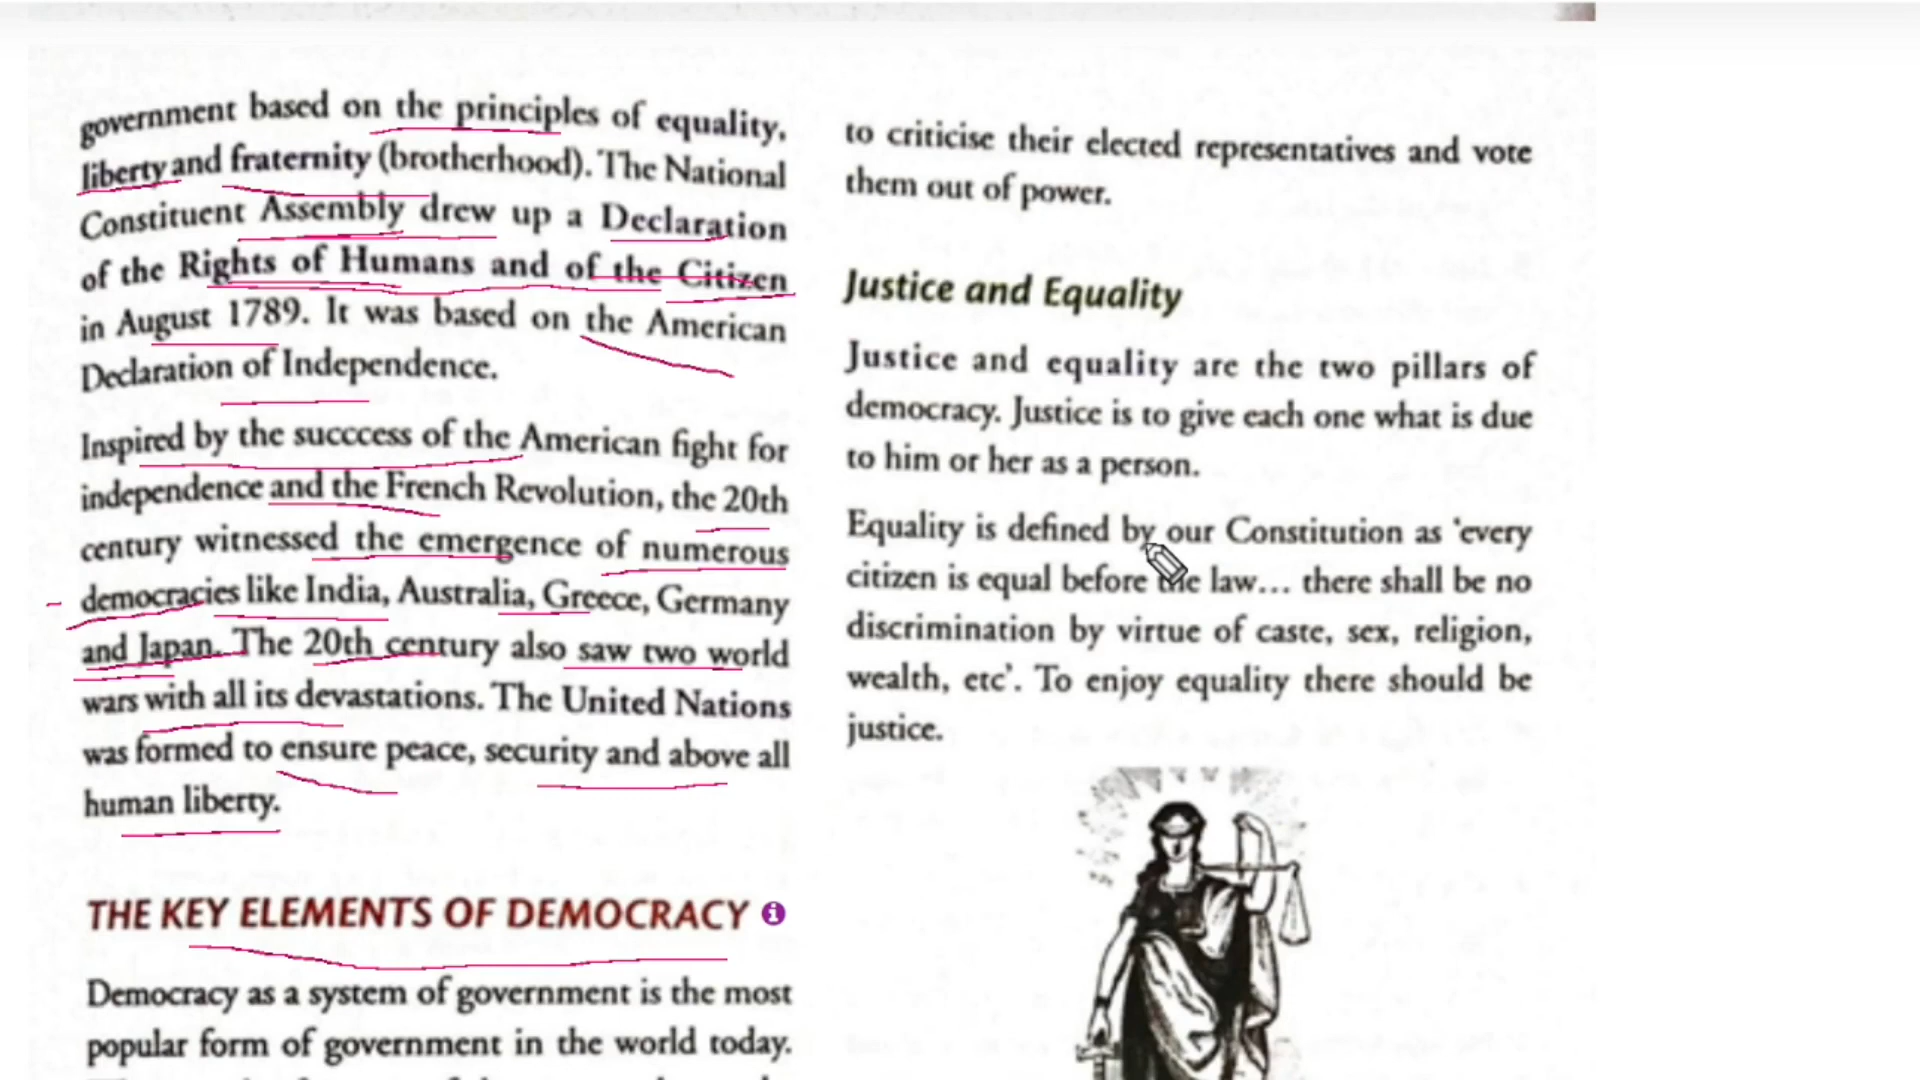 government based on the principles of equality,
liberty and fraternity (brotherhood). The National
Constituent Assembly drew up a Declaration
of the Rights of Humans and of the Citizen
in August 1789. It was based on the American
Declaration of Independence.
Inspired by the succcess of the American fight for
independence and the French Revolution, the 20th
century witnessed the emergence of numerous
democracies like India, Australia, Greece, Germany
and Japan. The 20th century also saw two world
wars with all its devastations. The United Nations
was formed to ensure peace, security and above all
human liberty.
THE KEY ELEMENTS OF DEMOCRACY
Democracy as a system of government is the most
popular form of government in the world today.
to criticise their elected representatives and vote
them out of power.
Justice and Equality
Justice and equality are the two pillars of
democracy. Justice is to give each one what is due
to him or her as a person.
Equality is defined by our Constitution as 'every
citizen is equal before the law... there shall be no
discrimination by virtue of caste, sex, religion,
wealth, etc'. To enjoy equality there should be
justice.